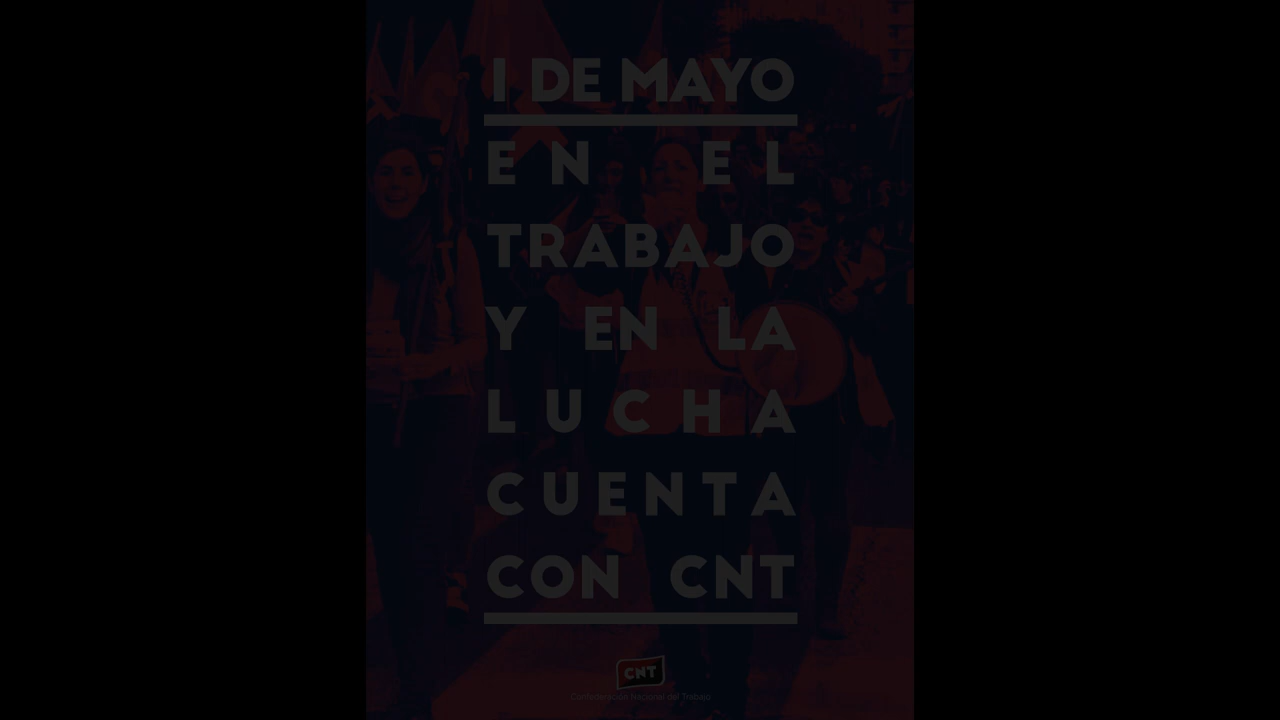 1 DE MAYO
EN EL
TRABAJO
Y EN LA
LUCHA
CUENTA
CON CNT
CNT
Confederación Nacional del Trabajo